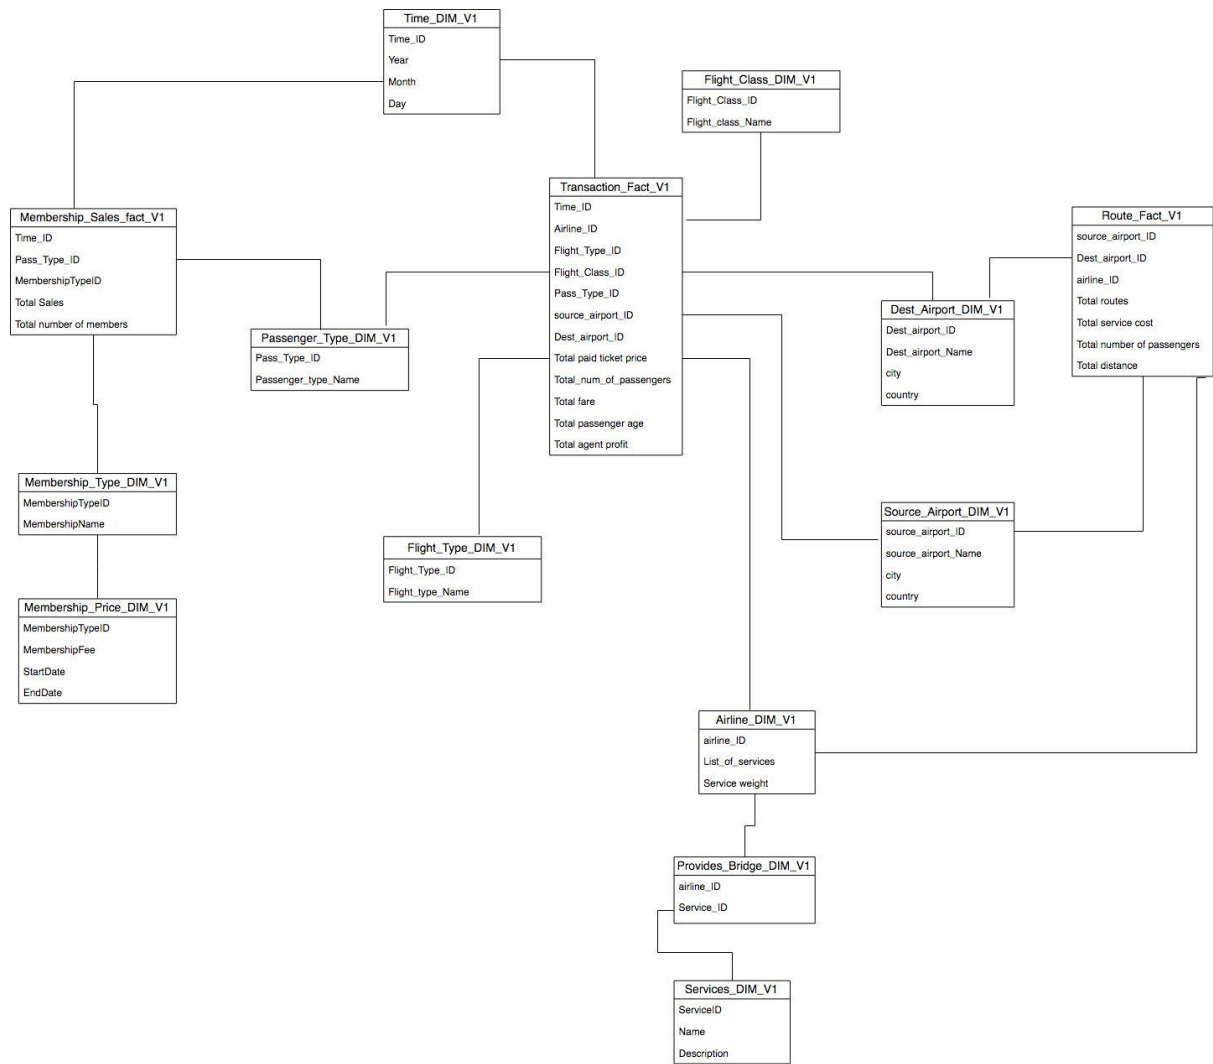 Time_DIM_V1
Time_ID
Year
Month
Day
Flight_Class_DIM_V1
Flight_Class_ID
Flight_class_Name
Transaction_Fact_V1
Time_ID
Airline_ID
Flight_Type_ID
Flight_Class_ID
Pass_Type_ID
source_airport_ID
Dest_airport_ID
Total paid ticket price
Total_num_of_passengers
Total fare
Total passenger age
Total agent profit
Membership_Sales_fact_V1
Time_ID
Pass_Type_ID
MembershipTypeID
Total Sales
Total number of members
Route_Fact_V1
source_airport_ID
Dest_airport_ID
airline_ID
Total routes
Total service cost
Total number of passengers
Total distance
Passenger_Type_DIM_V1
Pass_Type_ID
Passenger_type_Name
Dest_Airport_DIM_V1
Dest_airport_ID
Dest_airport_Name
city
country
Membership_Type_DIM_V1
MembershipTypeID
MembershipName
Flight_Type_DIM_V1
Flight_Type_ID
Flight_type_Name
Source_Airport_DIM_V1
source_airport_ID
source_airport_Name
city
country
Membership_Price_DIM_V1
MembershipTypeID
MembershipFee
StartDate
EndDate
Airline_DIM_V1
airline_ID
List_of_services
Service weight
Provides_Bridge_DIM_V1
airline_ID
Service_ID
Services_DIM_V1
ServiceID
Name
Description